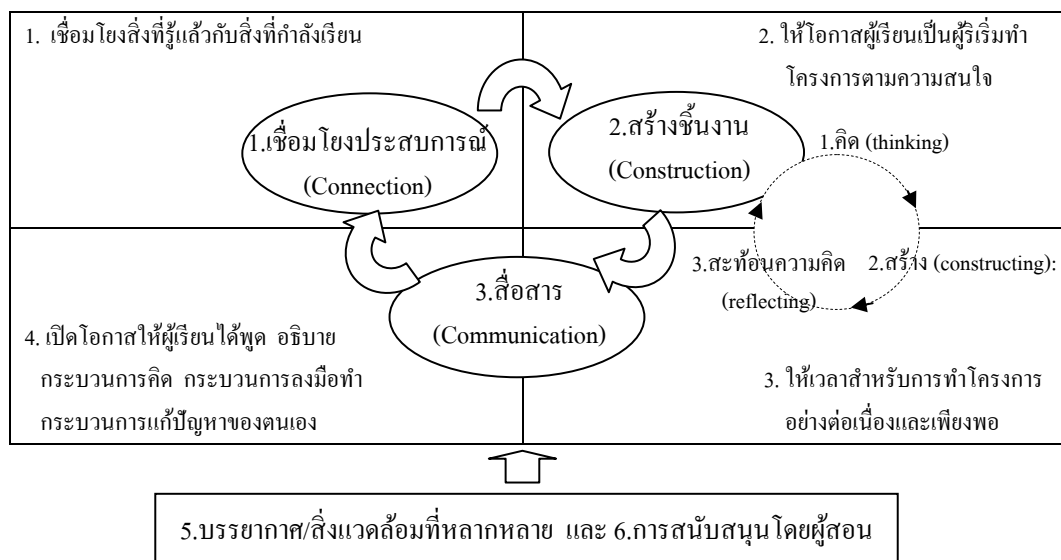 1. เชื่อมโยงสิ่งที่รู้แล้วกับสิ่งที่กำลังเรียน
2. ให้โอกาสผู้เรียนเป็นผู้ริเริ่มทำ
โครงการตามความสนใจ
1.เชื่อมโยงประสบการณ์
(Connection)
2.สร้างชิ้นงาน
(Construction)
1.คิด (thinking)
2.สร้าง (constructing):
3.สะท้อนความคิด
(reflecting)
3.สื่อสาร
(Communication)
4. เปิดโอกาสให้ผู้เรียนได้พูด อธิบาย
กระบวนการคิด กระบวนการลงมือทำ
กระบวนการแก้ปัญหาของตนเอง
3. ให้เวลาสำหรับการทำโครงการ
อย่างต่อเนื่องและเพียงพอ
5.บรรยากาศ/สิ่งแวดล้อมที่หลากหลาย และ 6.การสนับสนุนโดยผู้สอน